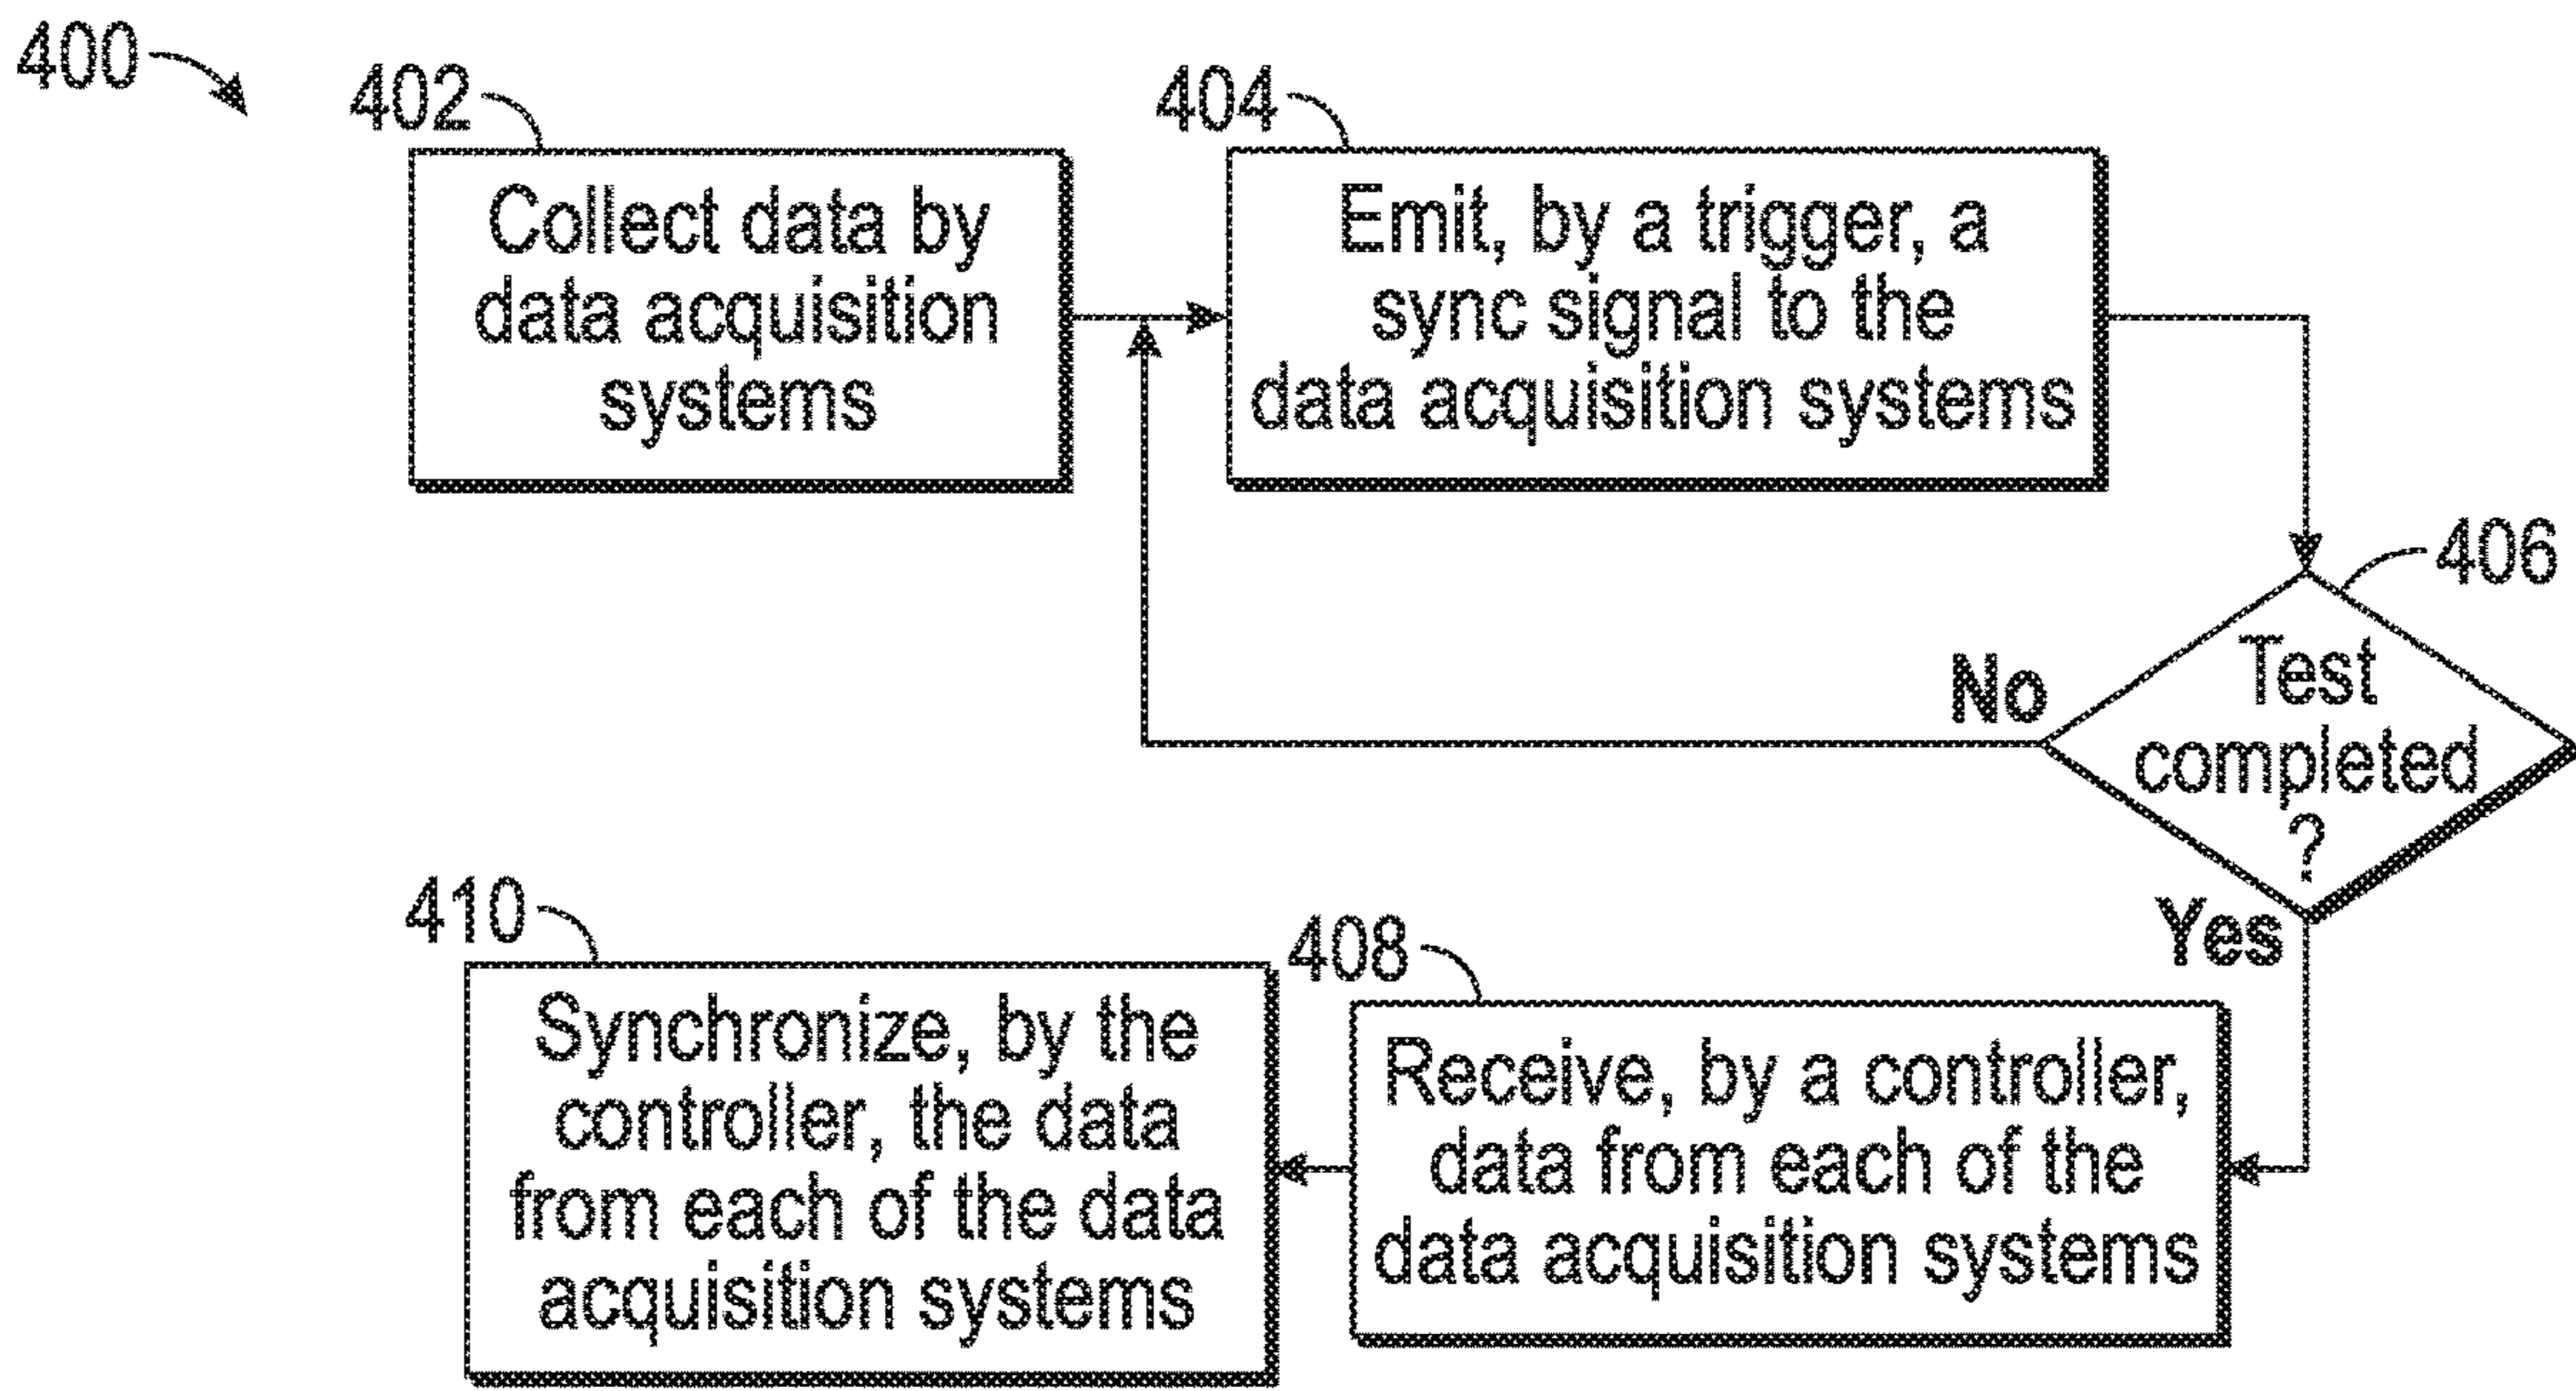 400
402
Collect data by
data acquisition
systems
404
Emit, by a trigger, a
sync signal to the
data acquisition systems
406
Test
completed
?
No
Yes
408
Receive, by a controller,
data from each of the
data acquisition systems
410
Synchronize, by the
controller, the data
from each of the data
acquisition systems